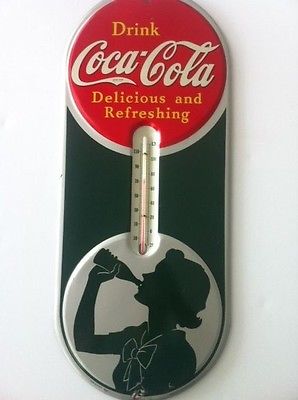 Drink
Coca-Cola
Delicious and
Refreshing